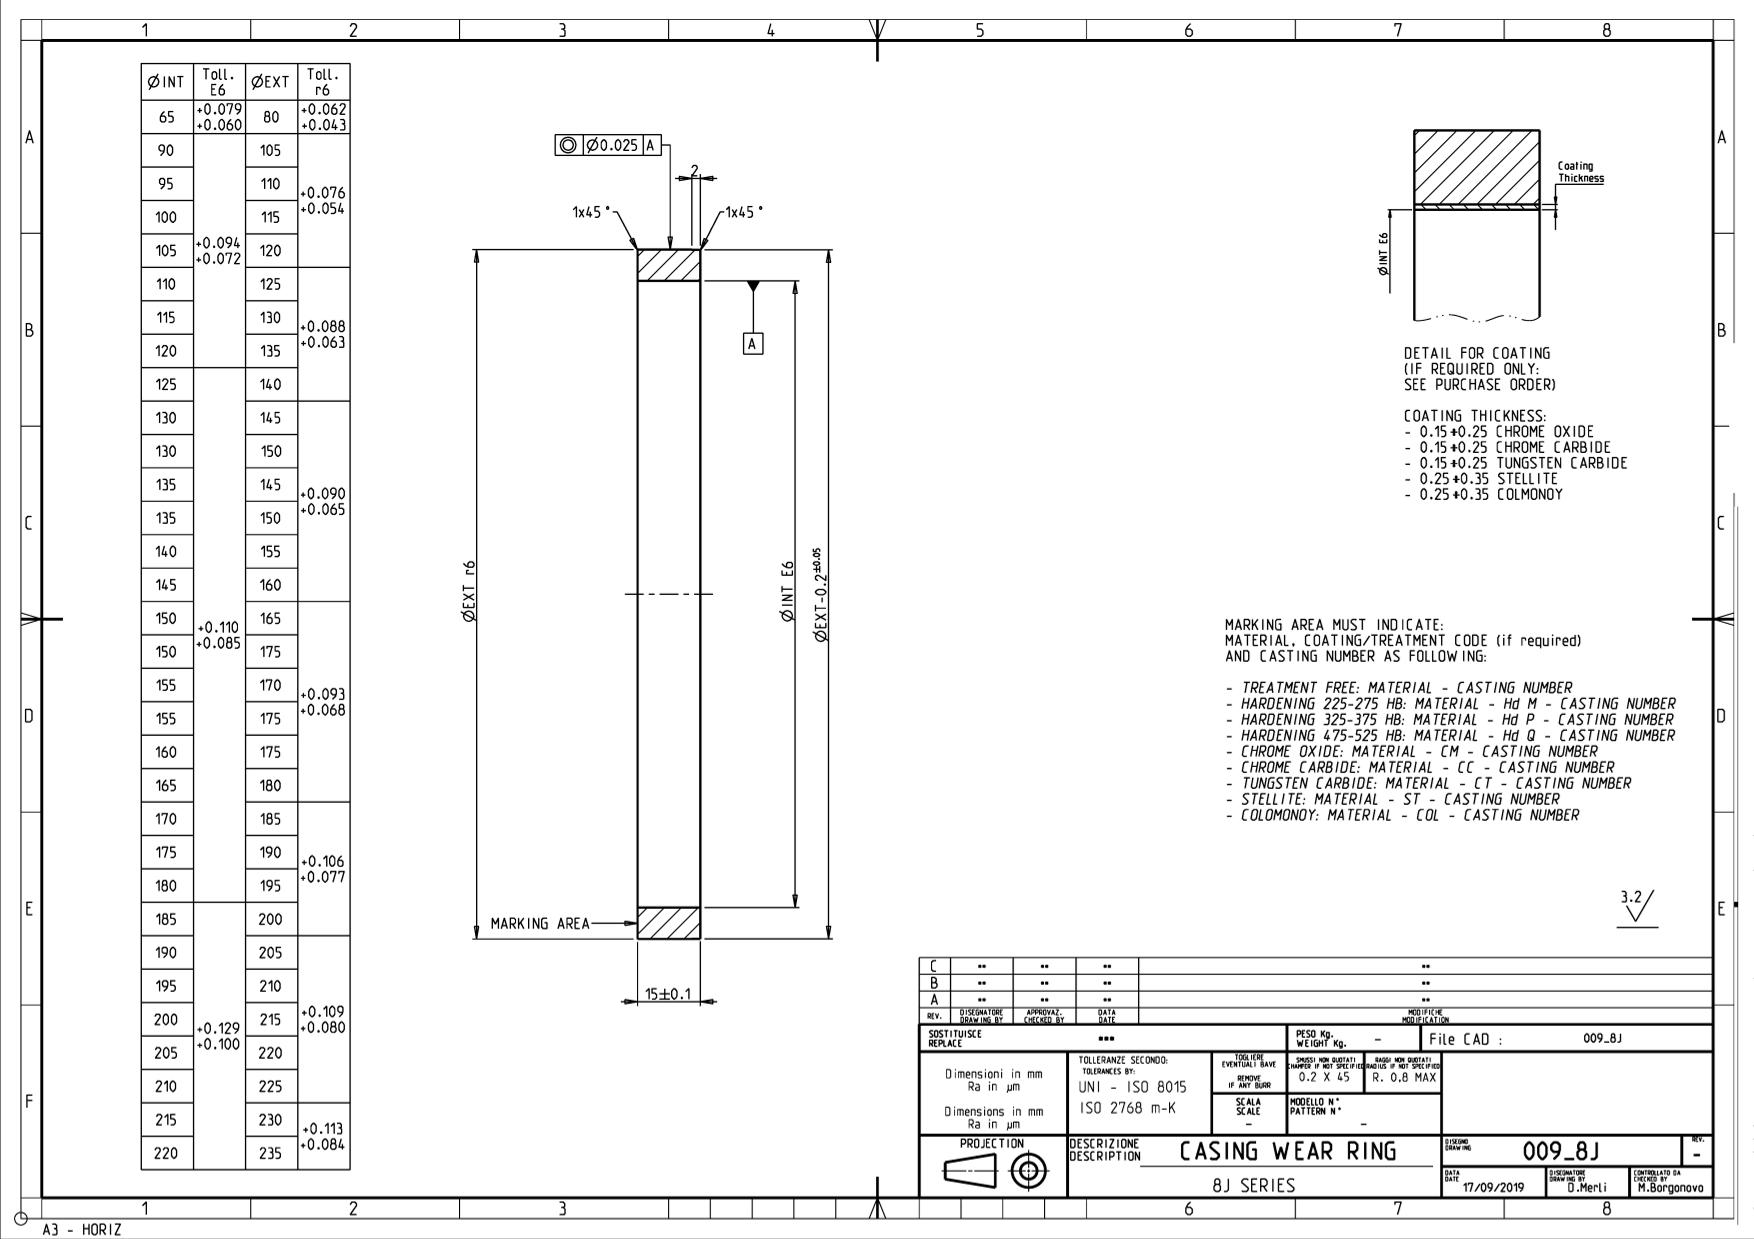 1 2 3 4 5 6 7 8
A A
B B
C C
D D
E E
F
ØINT Toll. E6 ØEXT Toll. r6
65 +0.079 +0.060 80 +0.062 +0.043
90 105
95 110 +0.076 +0.054
100 115
105 +0.094 +0.072 120
110 125
115 130 +0.088 +0.063
120 135
125 140
130 145
130 150
135 145 +0.090 +0.065
135 150
140 155
145 160
150 +0.110 +0.085 165
150 175
155 170 +0.093 +0.068
155 175
160 175
165 180
170 185
175 190 +0.106 +0.077
180 195
185 200
190 205
195 210
200 +0.129 +0.100 215 +0.109 +0.080
205 220
210 225
215 230 +0.113 +0.084
220 235
Ø0.025 A
2
1x45° 1x45°
A
ØEXT r6
ØINT E6
ØEXT-0.2±0.05
MARKING AREA
15±0.1
Coating
Thickness
ØINT E6
DETAIL FOR COATING
(IF REQUIRED ONLY:
SEE PURCHASE ORDER)
COATING THICKNESS:
- 0.15+0.25 CHROME OXIDE
- 0.15+0.25 CHROME CARBIDE
- 0.15+0.25 TUNGSTEN CARBIDE
- 0.25+0.35 STELLITE
- 0.25+0.35 COLMONOY
MARKING AREA MUST INDICATE:
MATERIAL, COATING/TREATMENT CODE (if required)
AND CASTING NUMBER AS FOLLOWING:
- TREATMENT FREE: MATERIAL - CASTING NUMBER
- HARDENING 225-275 HB: MATERIAL - Hd M - CASTING NUMBER
- HARDENING 325-375 HB: MATERIAL - Hd P - CASTING NUMBER
- HARDENING 475-525 HB: MATERIAL - Hd Q - CASTING NUMBER
- CHROME OXIDE: MATERIAL - CM - CASTING NUMBER
- CHROME CARBIDE: MATERIAL - CC - CASTING NUMBER
- TUNGSTEN CARBIDE: MATERIAL - CT - CASTING NUMBER
- STELLITE: MATERIAL - ST - CASTING NUMBER
- COLOMONOY: MATERIAL - COL - CASTING NUMBER
3.2
C -- -- -- --
B -- -- -- --
A -- -- -- --
REV. DISEGNATORE DRAWING BY APPROVAZ. CHECKED BY DATA DATE MODIFICHE MODIFICATION
SOSTITUISCE
REPLACE
---
PESO Kg.
WEIGHT Kg.
-
File CAD : 009_8J
Dimensioni in mm
Ra in µm
Dimensions in mm
Ra in µm
TOLLERANZE SECONDO:
TOLERANCES BY:
UNI - ISO 8015
ISO 2768 m-K
TOGLIERE
EVENTUALI BAVE
REMOVE
IF ANY BURR
SMUSSI NON QUOTATI
CHAMFER IF NOT SPECIFIED
0.2 X 45
RAGGI NON QUOTATI
RADIUS IF NOT SPECIFIED
R. 0.8 MAX
SCALA
SCALE
-
MODELLO N°
PATTERN N°
-
PROJECTION
DESCRIZIONE
DESCRIPTION
CASING WEAR RING
8J SERIES
DISEGNO
DRAWING
009_8J
REV.
-
DATA
DATE
17/09/2019
DISEGNATORE
DRAWING BY
D.Merli
CONTROLLATO DA
CHECKED BY
M.Borgonovo
1 2 3 6 7 8
A3 - HORIZ